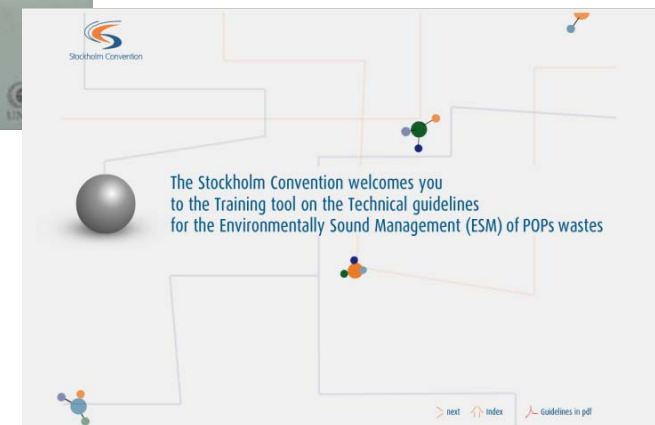 Stockholm Convention
The Stockholm Convention welcomes you
to the Training tool on the Technical guidelines
for the Environmentally Sound Management (ESM) of POPs wastes
next
Index
Guidelines in pdf